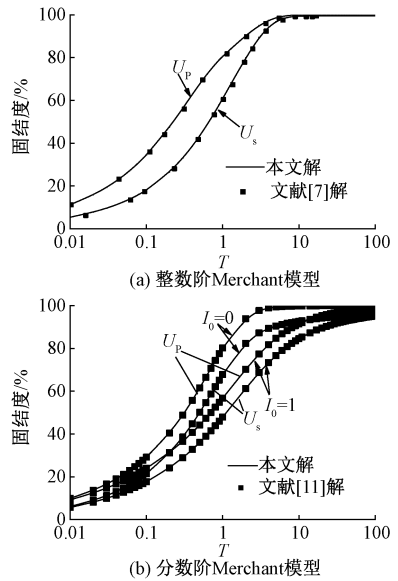 100
80
60
40
20
0
固结度/%
U_P
U_s
本文解
文献[7]解
0.01 0.1 1 10 100
T
(a) 整数阶Merchant模型
100
80
60
40
20
0
固结度/%
I_0=0
U_P
I_0=1
U_s
本文解
文献[11]解
0.01 0.1 1 10 100
T
(b) 分数阶Merchant模型